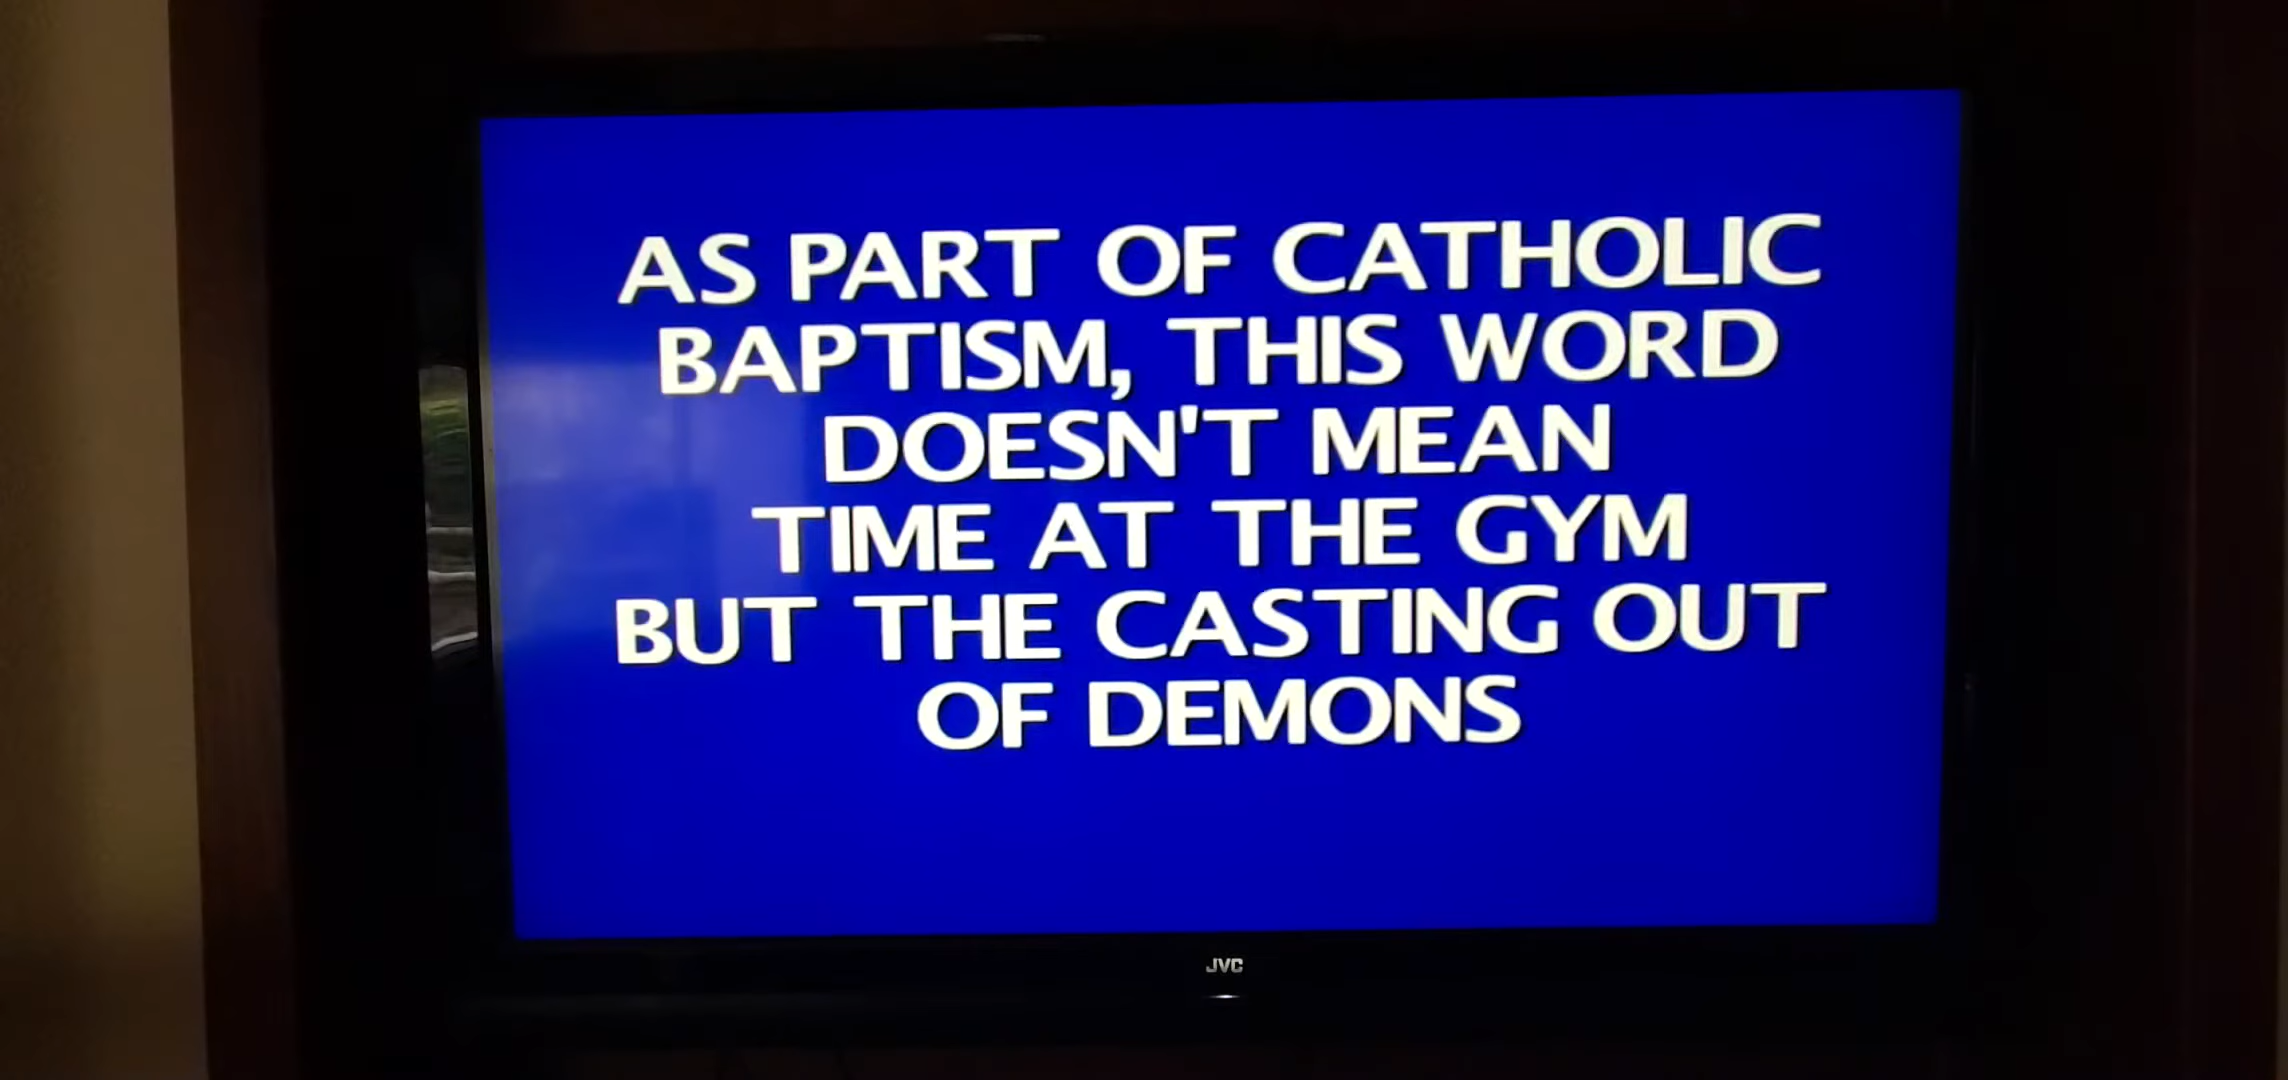 AS PART OF CATHOLIC
BAPTISM, THIS WORD
DOESN'T MEAN
TIME AT THE GYM
BUT THE CASTING OUT
OF DEMONS
JVC